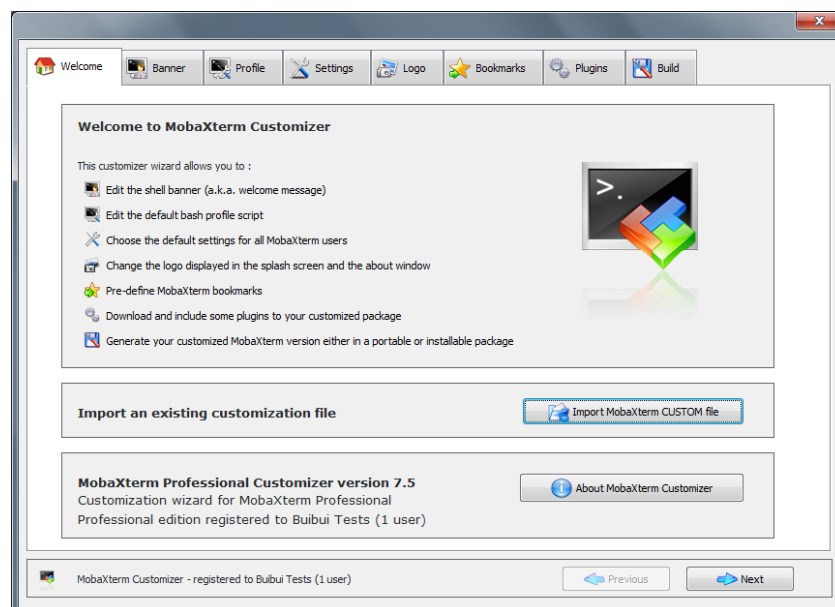 Welcome
Banner
Profile
Settings
Logo
Bookmarks
Plugins
Build
Welcome to MobaXterm Customizer
This customizer wizard allows you to :
Edit the shell banner (a.k.a. welcome message)
Edit the default bash profile script
Choose the default settings for all MobaXterm users
Change the logo displayed in the splash screen and the about window
Pre-define MobaXterm bookmarks
Download and include some plugins to your customized package
Generate your customized MobaXterm version either in a portable or installable package
Import an existing customization file
Import MobaXterm CUSTOM file
MobaXterm Professional Customizer version 7.5
Customization wizard for MobaXterm Professional
Professional edition registered to Buibui Tests (1 user)
About MobaXterm Customizer
MobaXterm Customizer - registered to Buibui Tests (1 user)
Previous
Next